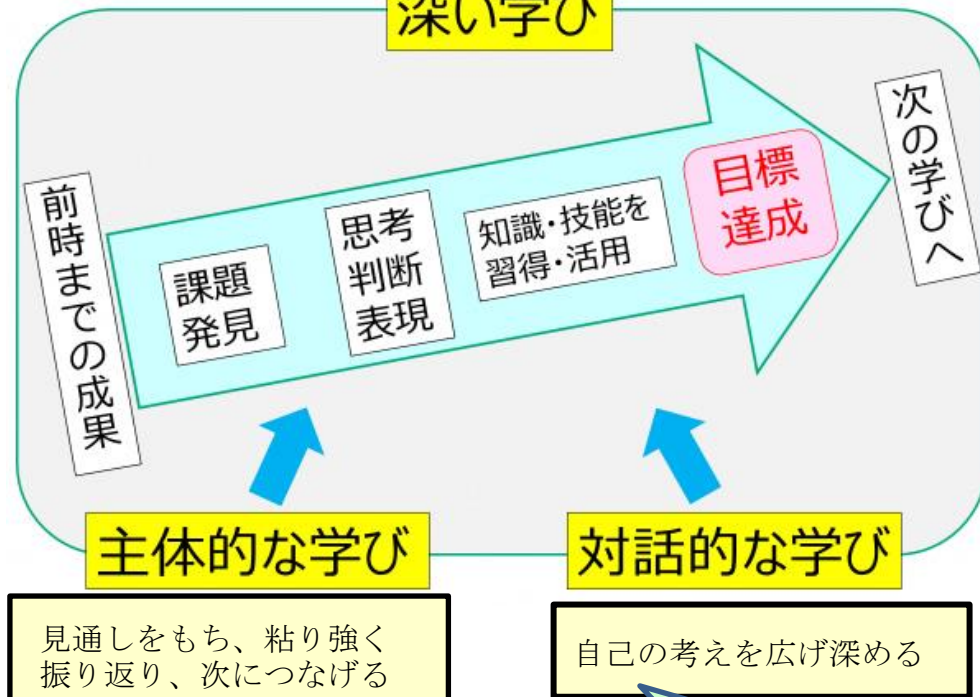 深い学び
前時までの成果
課題
発見
思考
判断
表現
知識・技能を
習得・活用
目標
達成
次の学びへ
主体的な学び
対話的な学び
見通しをもち、粘り強く
振り返り、次につなげる
自己の考えを広げ深める